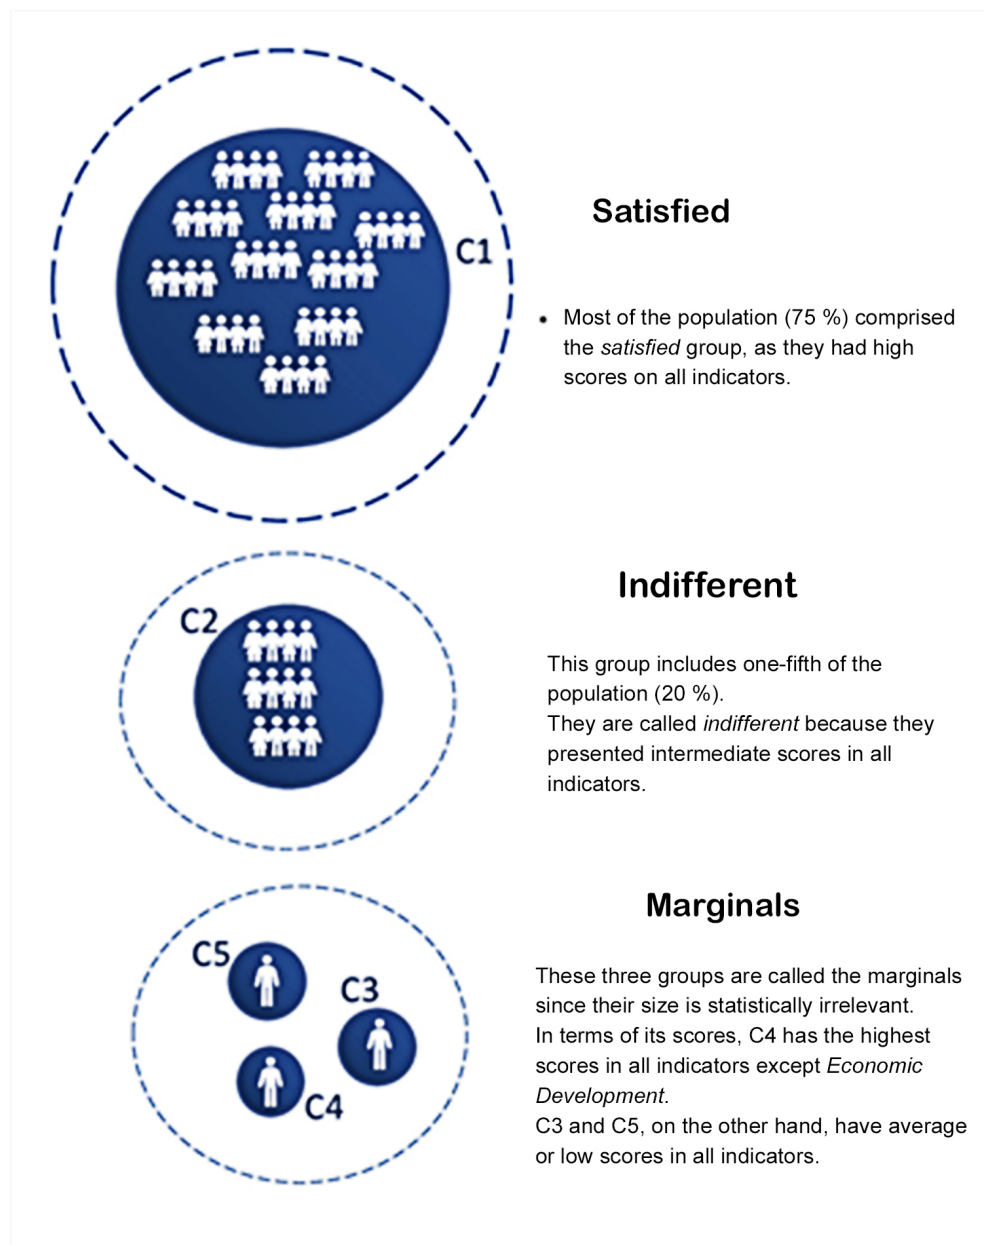 Satisfied
C1
• Most of the population (75 %) comprised
the satisfied group, as they had high
scores on all indicators.
Indifferent
C2
This group includes one-fifth of the
population (20 %).
They are called indifferent because they
presented intermediate scores in all
indicators.
Marginals
C5
C3
C4
These three groups are called the marginals
since their size is statistically irrelevant.
In terms of its scores, C4 has the highest
scores in all indicators except Economic
Development.
C3 and C5, on the other hand, have average
or low scores in all indicators.